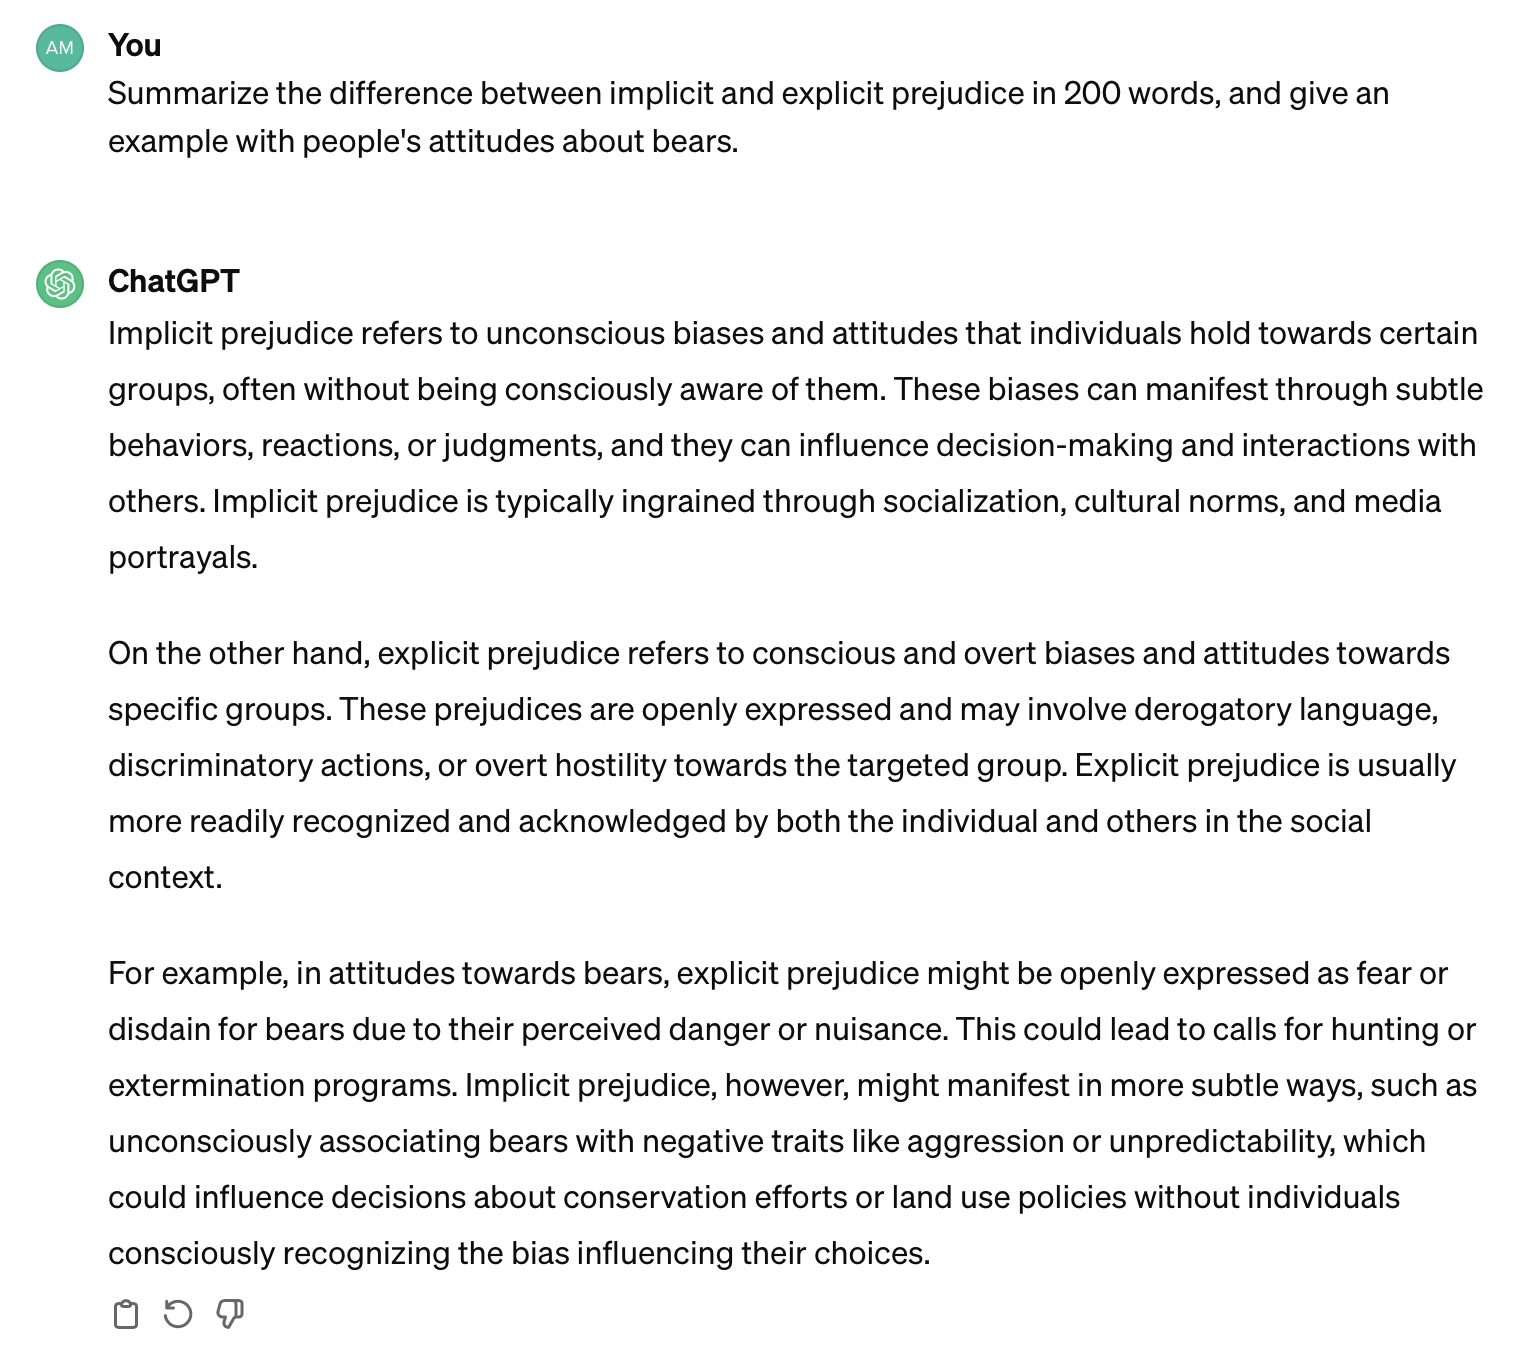 AM
You
Summarize the difference between implicit and explicit prejudice in 200 words, and give an
example with people's attitudes about bears.
ChatGPT
Implicit prejudice refers to unconscious biases and attitudes that individuals hold towards certain
groups, often without being consciously aware of them. These biases can manifest through subtle
behaviors, reactions, or judgments, and they can influence decision-making and interactions with
others. Implicit prejudice is typically ingrained through socialization, cultural norms, and media
portrayals.
On the other hand, explicit prejudice refers to conscious and overt biases and attitudes towards
specific groups. These prejudices are openly expressed and may involve derogatory language,
discriminatory actions, or overt hostility towards the targeted group. Explicit prejudice is usually
more readily recognized and acknowledged by both the individual and others in the social
context.
For example, in attitudes towards bears, explicit prejudice might be openly expressed as fear or
disdain for bears due to their perceived danger or nuisance. This could lead to calls for hunting or
extermination programs. Implicit prejudice, however, might manifest in more subtle ways, such as
unconsciously associating bears with negative traits like aggression or unpredictability, which
could influence decisions about conservation efforts or land use policies without individuals
consciously recognizing the bias influencing their choices.